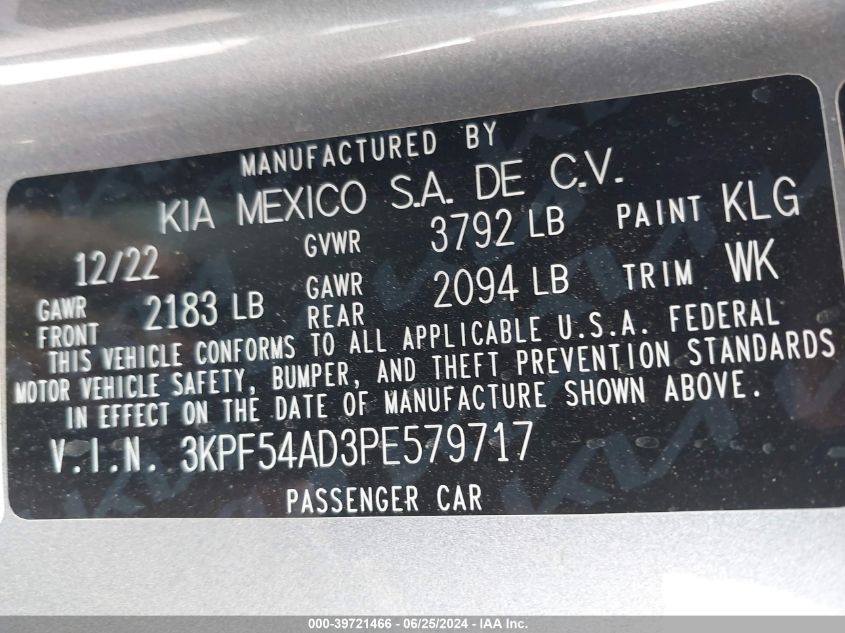 MANUFACTURED BY
KIA MEXICO S.A. DE C.V.
12/22 GVWR 3792 LB PAINT KLG
GAWR FRONT 2183 LB GAWR REAR 2094 LB TRIM WK
THIS VEHICLE CONFORMS TO ALL APPLICABLE U.S.A. FEDERAL
MOTOR VEHICLE SAFETY, BUMPER, AND THEFT PREVENTION STANDARDS
IN EFFECT ON THE DATE OF MANUFACTURE SHOWN ABOVE.
V.I.N. 3KPF54AD3PE579717
PASSENGER CAR
000-39721466 - 06/25/2024 - IAA Inc.